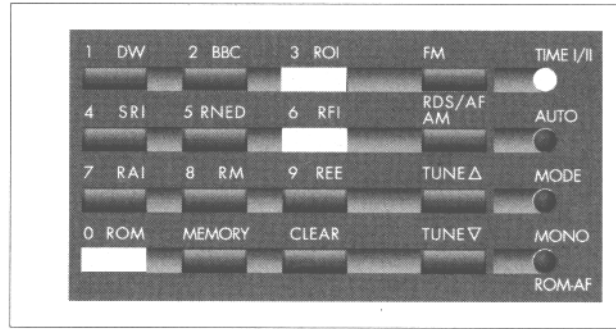 1 DW 2 BBC 3 ROI FM TIME I/II
4 SRI 5 RNED 6 RFI RDS/AF AM AUTO
7 RAI 8 RM 9 REE TUNE△ MODE
0 ROM MEMORY CLEAR TUNE▽ MONO
ROM-AF